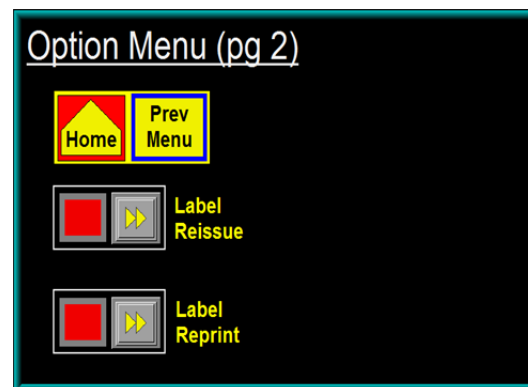 Option Menu (pg 2)
Home
Prev
Menu
Label
Reissue
Label
Reprint